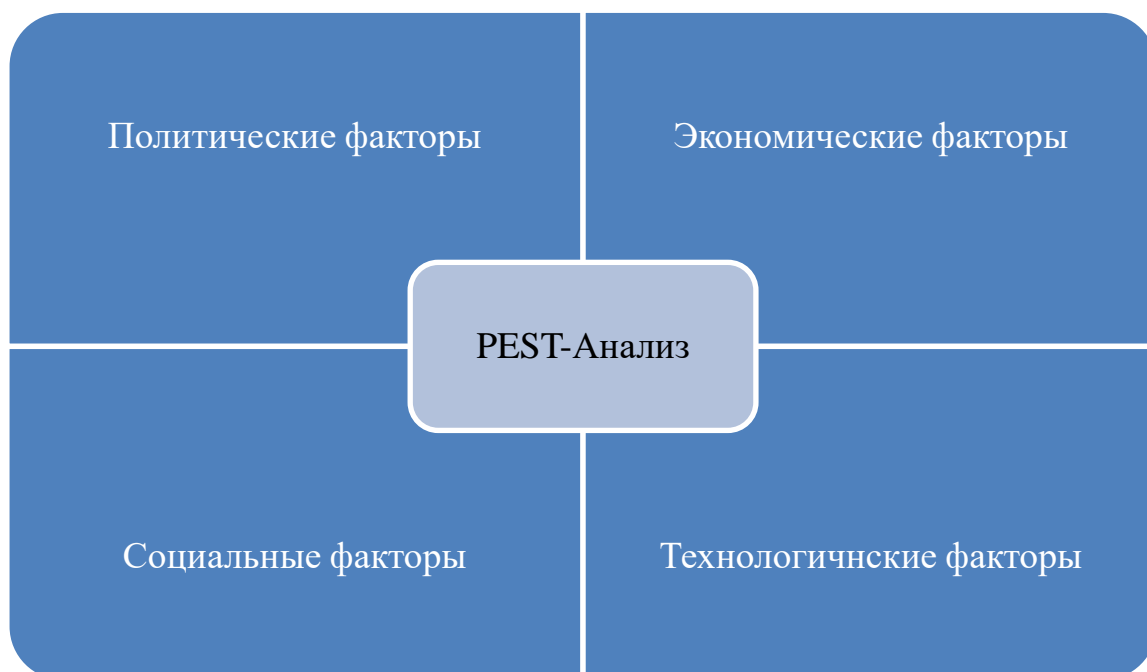 Политические факторы
Экономические факторы
PEST-Анализ
Социальные факторы
Технологичнские факторы